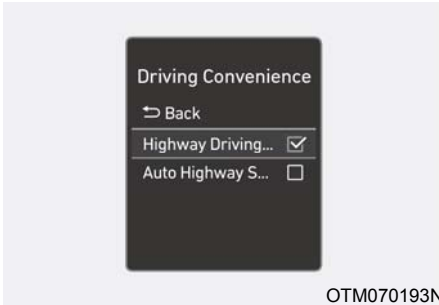 Driving Convenience
Back
Highway Driving...
Auto Highway S...
OTM070193N